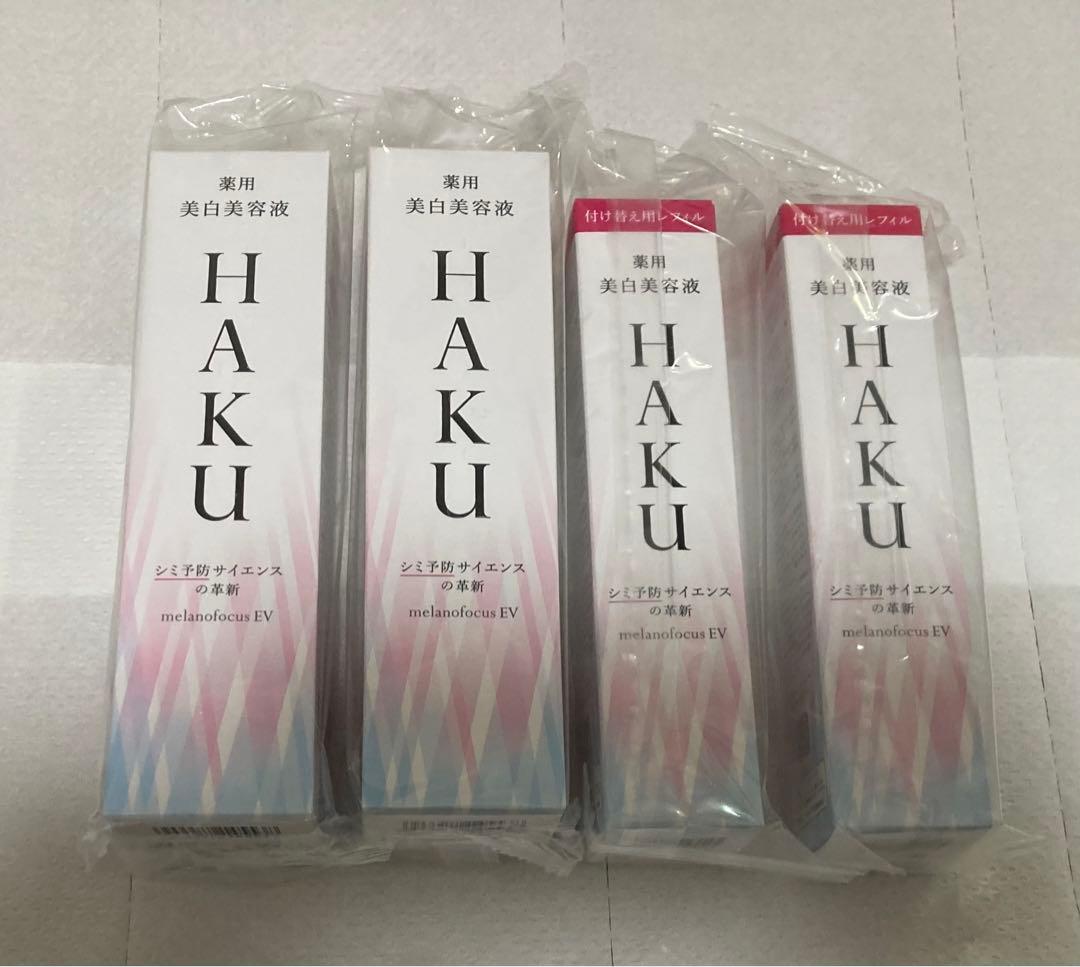 薬用
美白美容液
HAKU
シミ予防サイエンス
の革新
melanofocus EV
薬用
美白美容液
HAKU
シミ予防サイエンス
の革新
melanofocus EV
付け替え用レフィル
薬用
美白美容液
HAKU
シミ予防サイエンス
の革新
melanofocus EV
付け替え用レフィル
薬用
美白美容液
HAKU
シミ予防サイエンス
の革新
melanofocus EV